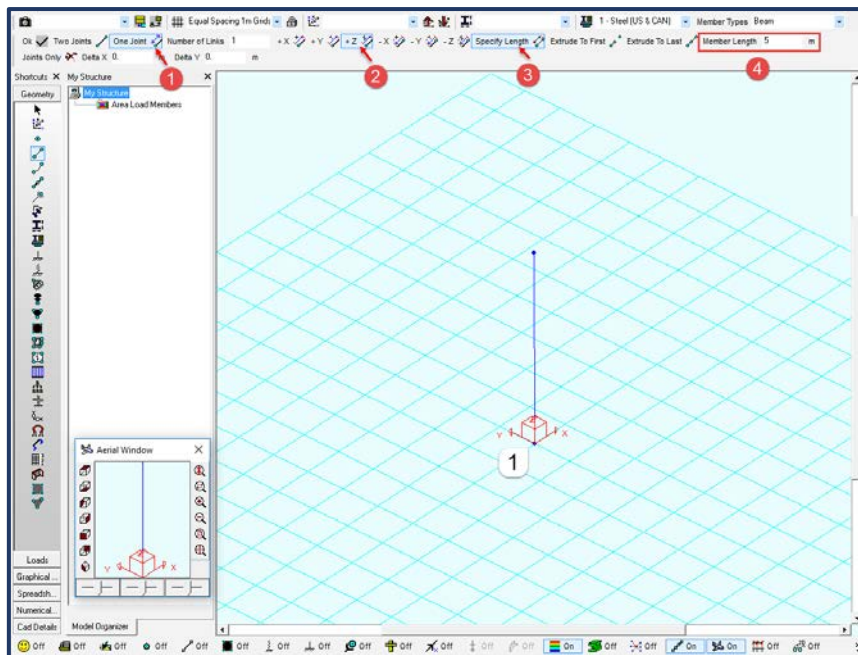 Equal Spacing 1m Grids 1 - Steel (US & CAN) Member Types Beam
Ok Two Joints One Joint Number of Links 1 +X +Y +Z -X -Y -Z Specify Length Extrude To First Extrude To Last Member Length 5 m
Joints Only Delta X 0. m Delta Y 0. m
1
2
3
4
Shortcuts X My Structure X
Geometry
My Structure
Area Load Members
Y Z X
1
Aerial Window
Y Z X
Loads
Graphical ...
Spreadsh...
Numerical...
Cad Details
Model Organizer
Off Off Off Off Off Off Off Off Off Off Off Off Off On Off Off On On Off Off